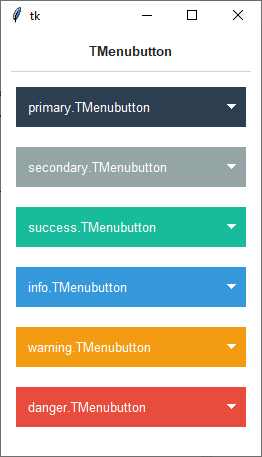 tk
TMenubutton
primary.TMenubutton
secondary.TMenubutton
success.TMenubutton
info.TMenubutton
warning.TMenubutton
danger.TMenubutton